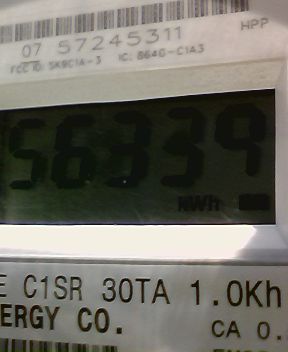 07 57245311 HPP
FCC ID: SK9C1A-3 IC: 864G-C1A3
56339
KWh
E C1SR 30TA 1.0Kh
ERGY CO. CA 0.